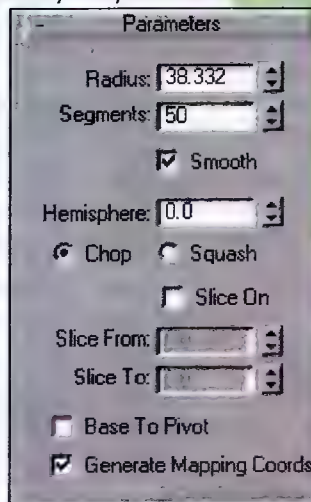 - Parameters
Radius: 38.332
Segments: 50
Smooth
Hemisphere: 0.0
Chop Squash
Slice On
Slice From:
Slice To:
Base To Pivot
Generate Mapping Coords